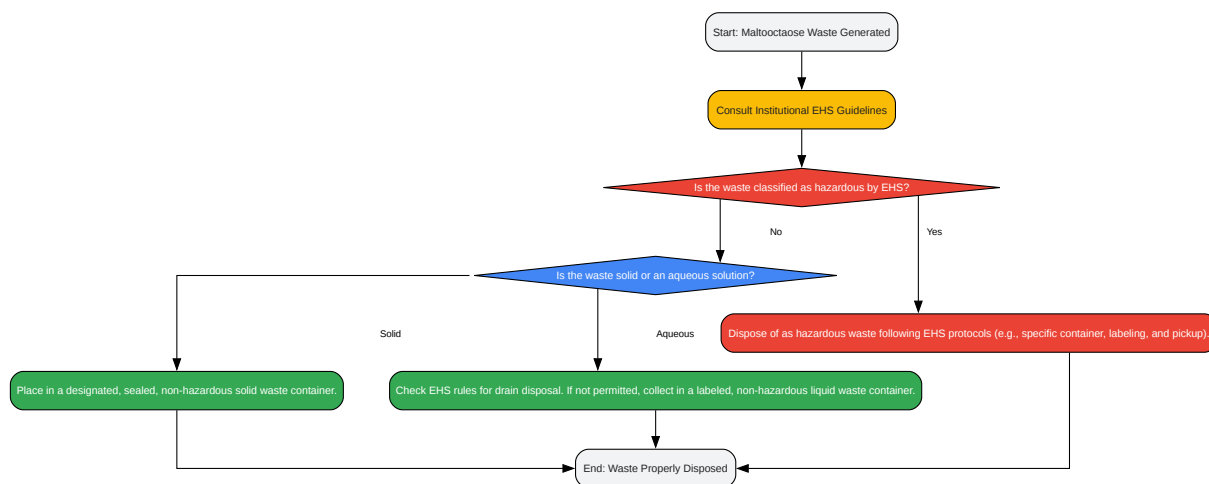 Start: Maltooctaose Waste Generated
Consult Institutional EHS Guidelines
Is the waste classified as hazardous by EHS?
No
Yes
Is the waste solid or an aqueous solution?
Solid
Aqueous
Dispose of as hazardous waste following EHS protocols (e.g., specific container, labeling, and pickup).
Place in a designated, sealed, non-hazardous solid waste container.
Check EHS rules for drain disposal. If not permitted, collect in a labeled, non-hazardous liquid waste container.
End: Waste Properly Disposed